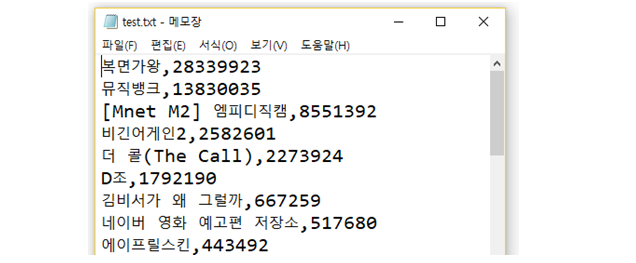 test.txt - 메모장
파일(F) 편집(E) 서식(O) 보기(V) 도움말(H)
복면가왕,28339923
뮤직뱅크,13830035
[Mnet M2] 엠피디직캠,8551392
비긴어게인2,2582601
더 콜(The Call),2273924
D조,1792190
김비서가 왜 그럴까,667259
네이버 영화 예고편 저장소,517680
에이프릴스킨,443492